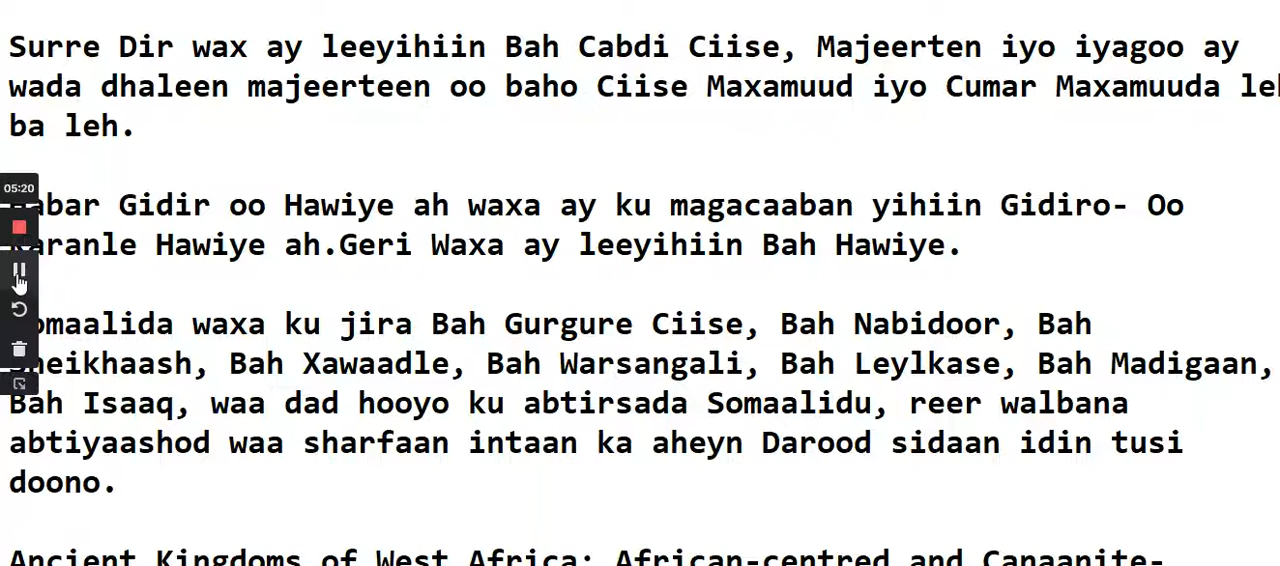 Surre Dir wax ay leeyihiin Bah Cabdi Ciise, Majeerten iyo iyagoo ay
wada dhaleen majeerteen oo baho Ciise Maxamuud iyo Cumar Maxamuuda
ba leh.
05:20
Gidir oo Hawiye ah waxa ay ku magacaaban yihiin Gidiro- Oo
Hawiye ah.Geri Waxa ay leeyihiin Bah Hawiye.
waxa ku jira Bah Gurgure Ciise, Bah Nabidoor, Bah
Bah Xawaadle, Bah Warsangali, Bah Leylkase, Bah Madigaan,
Bah Isaaq, waa dad hooyo ku abtirsada Somaalidu, reer walbana
abtiyaashod waa sharfaan intaan ka aheyn Darood sidaan idin tusi
doono.
Ancient Kingdoms of West Africa: African-centred and Canaanite-